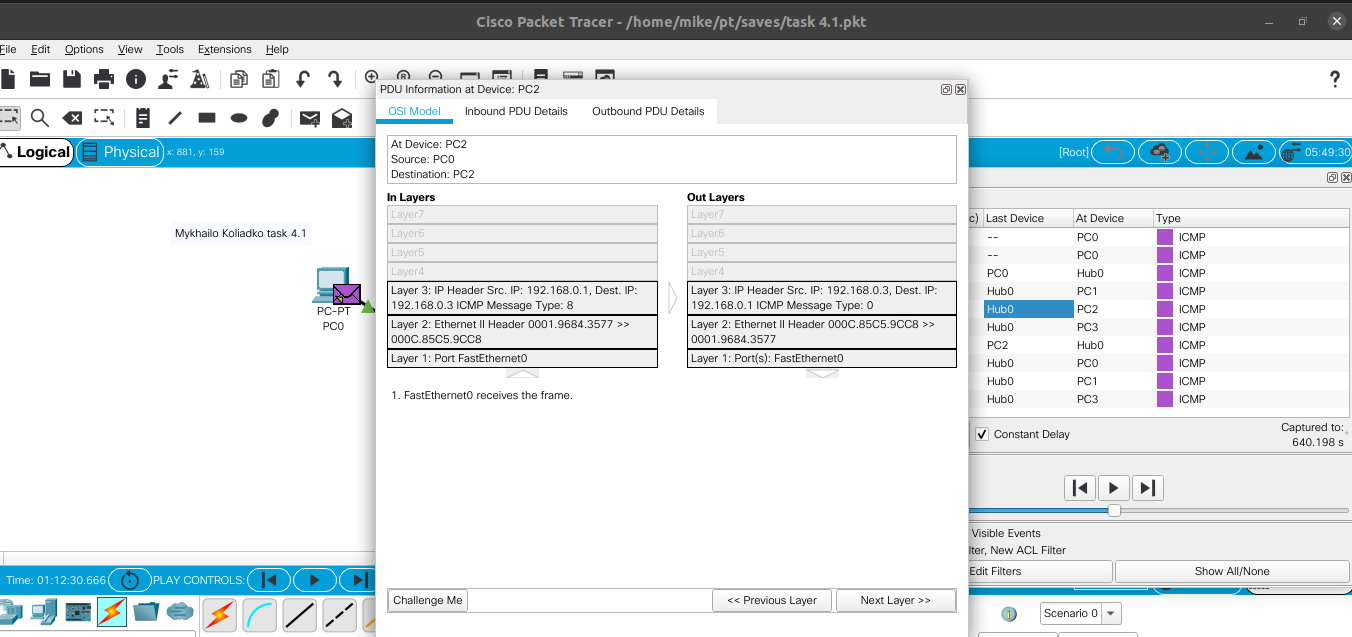 Cisco Packet Tracer - /home/mike/pt/saves/task 4.1.pkt
File Edit Options View Tools Extensions Help
PDU Information at Device: PC2
OSI Model Inbound PDU Details Outbound PDU Details
Logical Physical x: 881, y: 159
[Root] 05:49:30
At Device: PC2
Source: PC0
Destination: PC2
In Layers
Layer7
Layer6
Layer5
Layer4
Layer 3: IP Header Src. IP: 192.168.0.1, Dest. IP:
192.168.0.3 ICMP Message Type: 8
Layer 2: Ethernet II Header 0001.9684.3577 >>
000C.85C5.9CC8
Layer 1: Port FastEthernet0
Out Layers
Layer7
Layer6
Layer5
Layer4
Layer 3: IP Header Src. IP: 192.168.0.3, Dest. IP:
192.168.0.1 ICMP Message Type: 0
Layer 2: Ethernet II Header 000C.85C5.9CC8 >>
0001.9684.3577
Layer 1: Port(s): FastEthernet0
1. FastEthernet0 receives the frame.
Challenge Me << Previous Layer Next Layer >>
Mykhailo Koliadko task 4.1
PC-PT
PC0
c) Last Device At Device Type
-- PC0 ICMP
-- PC0 ICMP
PC0 Hub0 ICMP
Hub0 PC1 ICMP
Hub0 PC2 ICMP
Hub0 PC3 ICMP
PC2 Hub0 ICMP
Hub0 PC0 ICMP
Hub0 PC1 ICMP
Hub0 PC3 ICMP
Constant Delay
Captured to:
640.198 s
Visible Events
lter, New ACL Filter
Edit Filters Show All/None
Time: 01:12:30.666 PLAY CONTROLS:
Scenario 0